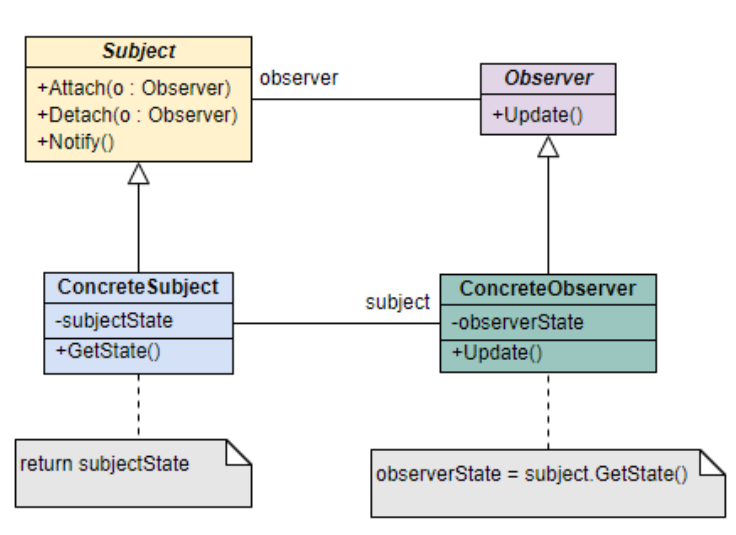 Subject
+Attach(o : Observer)
+Detach(o : Observer)
+Notify()
observer
Observer
+Update()
ConcreteSubject
-subjectState
+GetState()
subject
ConcreteObserver
-observerState
+Update()
return subjectState
observerState = subject.GetState()